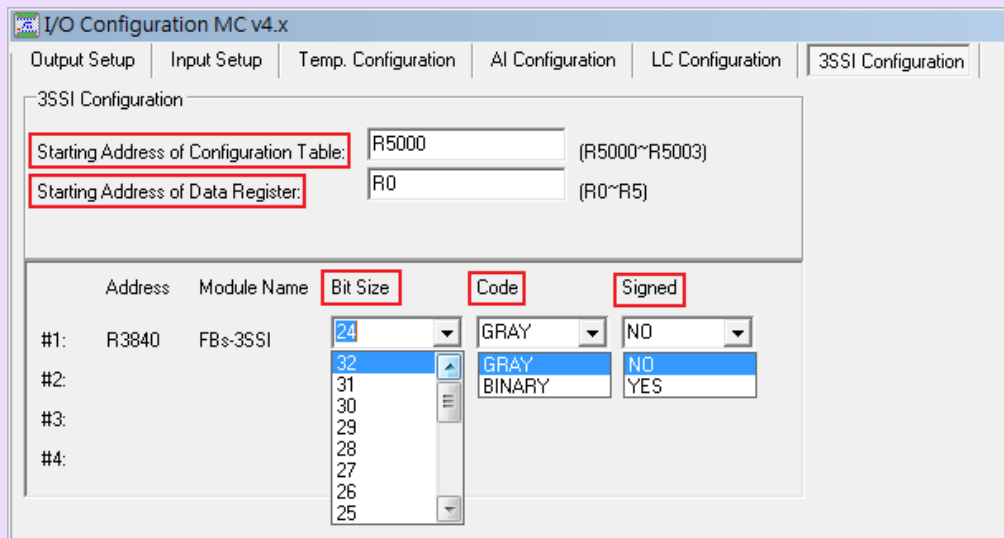 I/O Configuration MC v4.x
Output Setup Input Setup Temp. Configuration AI Configuration LC Configuration 3SSI Configuration
3SSI Configuration
Starting Address of Configuration Table: R5000 (R5000~R5003)
Starting Address of Data Register: R0 (R0~R5)
Address Module Name Bit Size Code Signed
#1: R3840 FBs-3SSI 24 GRAY NO
32 GRAY NO
31 BINARY YES
#2:
30
29
#3:
28
27
#4:
26
25